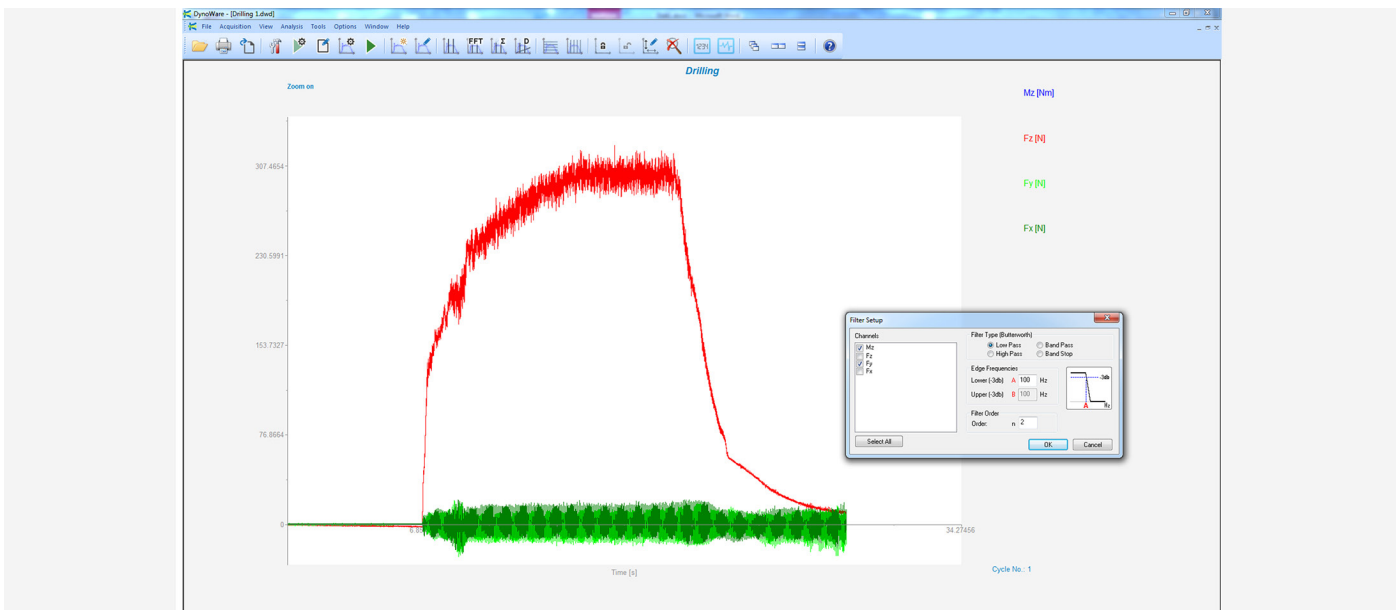 DynoWare - [Drilling 1.dwd]
File Acquisition View Analysis Tools Options Window Help
FFT Σ D
1234
Drilling
Zoom on
Mz [Nm]
Fz [N]
Fy [N]
Fx [N]
307.4654
230.5991
153.7327
76.8664
0
34.27456
Time [s]
Cycle No.: 1
Filter Setup
Channels
Mz
Fz
Fy
Fx
Select All
Filter Type (Butterworth)
Low Pass Band Pass
High Pass Band Stop
Edge Frequencies
Lower (-3db) A 100 Hz
Upper (-3db) B 100 Hz
-3db
A Hz
Filter Order
Order: n 2
OK Cancel